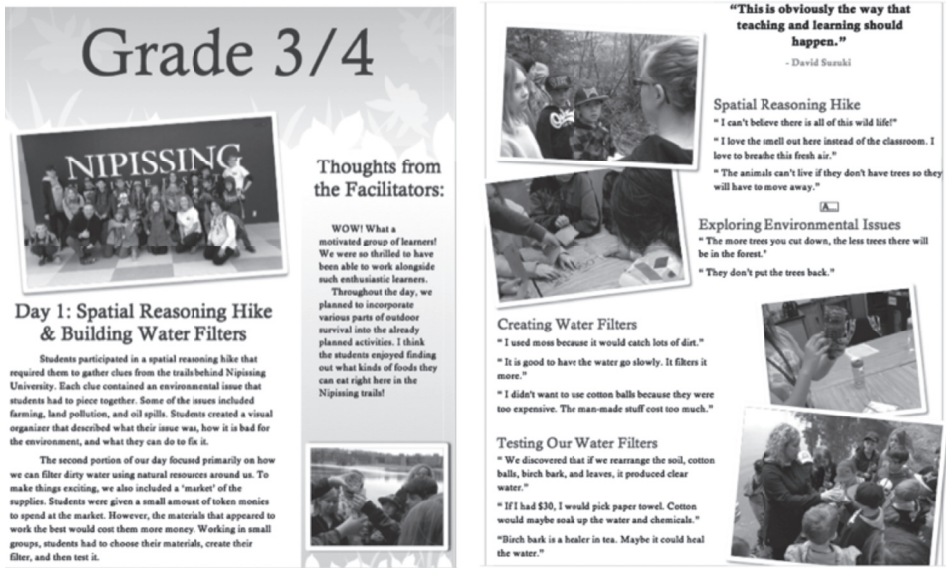 Grade 3/4
NIPISSING
Thoughts from
the Facilitators:
WOW! What a
motivated group of learners!
We were so thrilled to have
been able to work alongside
such enthusiastic learners.
Throughout the day, we
planned to incorporate
various parts of outdoor
survival into the already
planned activities. I think
the students enjoyed finding
out what kinds of foods they
can eat right here in the
Nipissing trails!
Day 1: Spatial Reasoning Hike
& Building Water Filters
Students participated in a spatial reasoning hike that
required them to gather clues from the trails behind Nipissing
University. Each clue contained an environmental issue that
students had to piece together. Some of the issues included
farming, land pollution, and oil spills. Students created a visual
organizer that described what their issue was, how it is bad for
the environment, and what they can do to fix it.
The second portion of our day focused primarily on how
we can filter dirty water using natural resources around us. To
make things exciting, we also included a 'market' of the
supplies. Students were given a small amount of token monies
to spend at the market. However, the materials that appeared to
work the best would cost them more money. Working in small
groups, students had to choose their materials, create their
filter, and then test it.
"This is obviously the way that
teaching and learning should
happen."
- David Suzuki
Spatial Reasoning Hike
" I can't believe there is all of this wild life!"
" I love the smell out here instead of the classroom. I
love to breathe this fresh air."
" The animals can't live if they don't have trees so they
will have to move away."
A...
Exploring Environmental Issues
" The more trees you cut down, the less trees there will
be in the forest.'
" They don't put the trees back."
Creating Water Filters
" I used moss because it would catch lots of dirt."
" It is good to have the water go slowly. It filters it
more."
" I didn't want to use cotton balls because they were
too expensive. The man-made stuff cost too much."
Testing Our Water Filters
" We discovered that if we rearrange the soil, cotton
balls, birch bark, and leaves, it produced clear
water."
" If I had $30, I would pick paper towel. Cotton
would maybe soak up the water and chemicals."
"Birch bark is a healer in tea. Maybe it could heal
the water."